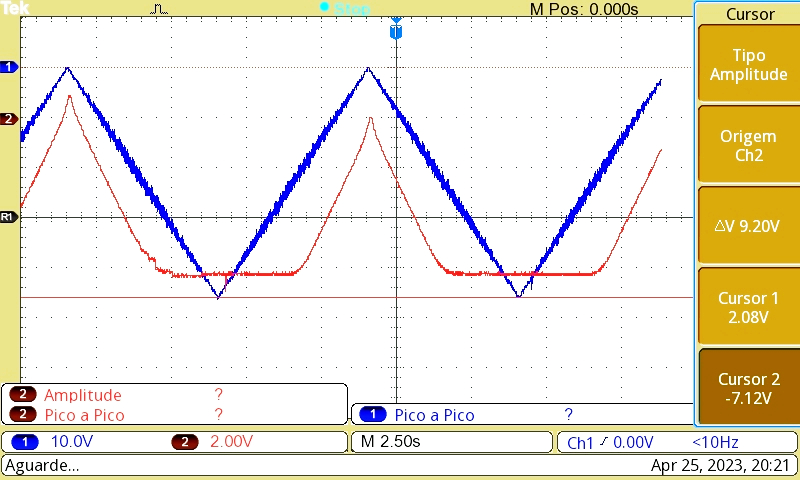 Tek
Stop
M Pos: 0.000s
Cursor
Tipo
Amplitude
Origem
Ch2
△V 9.20V
Cursor 1
2.08V
Cursor 2
-7.12V
1
2
R1
2 Amplitude ?
2 Pico a Pico ?
1 Pico a Pico ?
1 10.0V 2 2.00V M 2.50s Ch1 0.00V <10Hz
Aguarde... Apr 25, 2023, 20:21